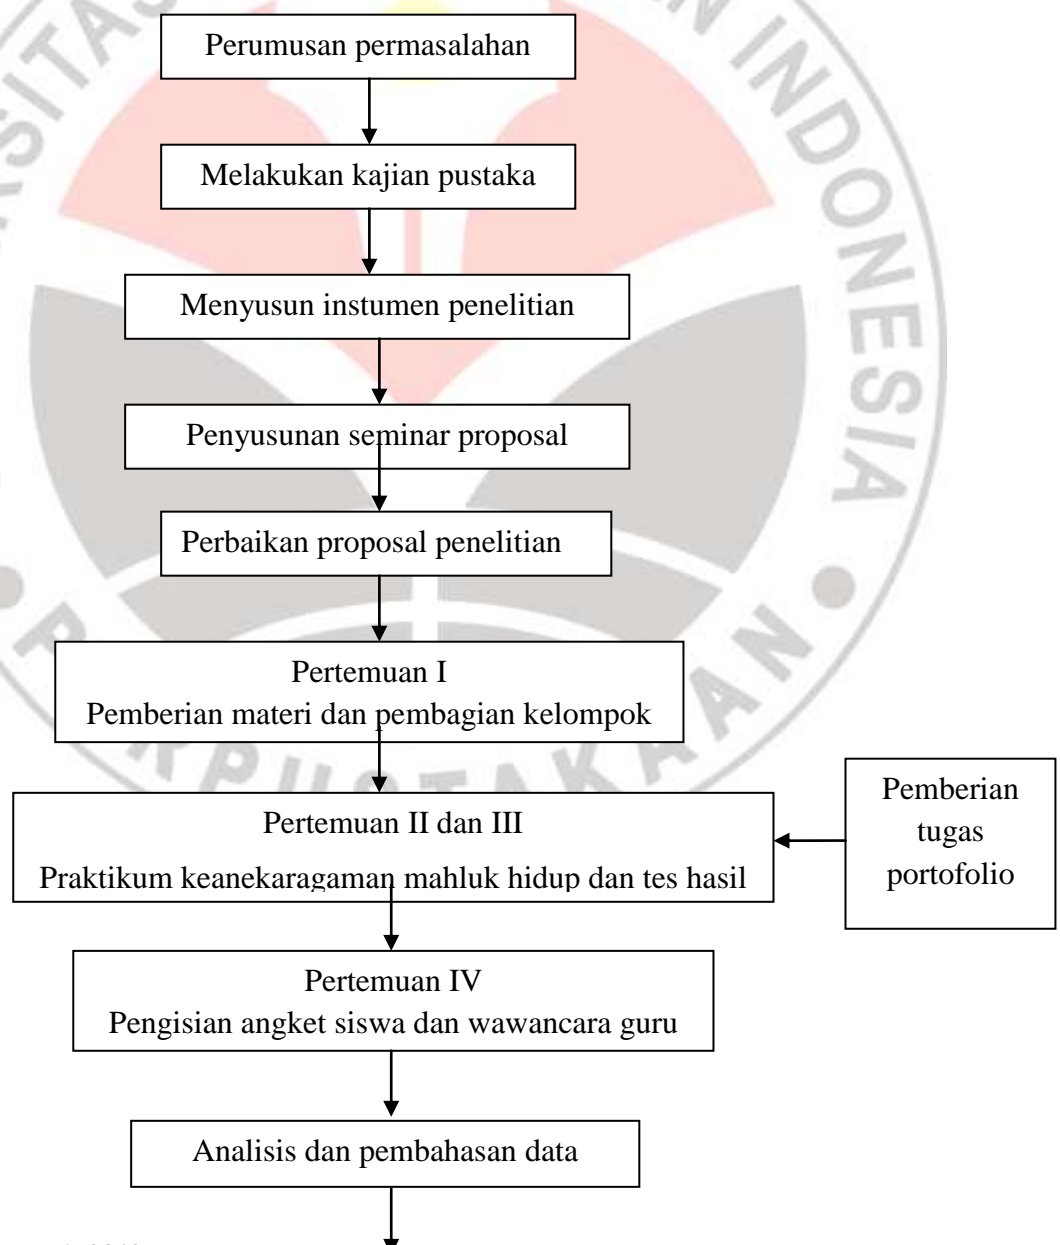 Perumusan permasalahan
Melakukan kajian pustaka
Menyusun instumen penelitian
Penyusunan seminar proposal
Perbaikan proposal penelitian
Pertemuan I
Pemberian materi dan pembagian kelompok
Pertemuan II dan III
Praktikum keanekaragaman mahluk hidup dan tes hasil
Pemberian
tugas
portofolio
Pertemuan IV
Pengisian angket siswa dan wawancara guru
Analisis dan pembahasan data
INDONESIA
PERPUSTAKAAN